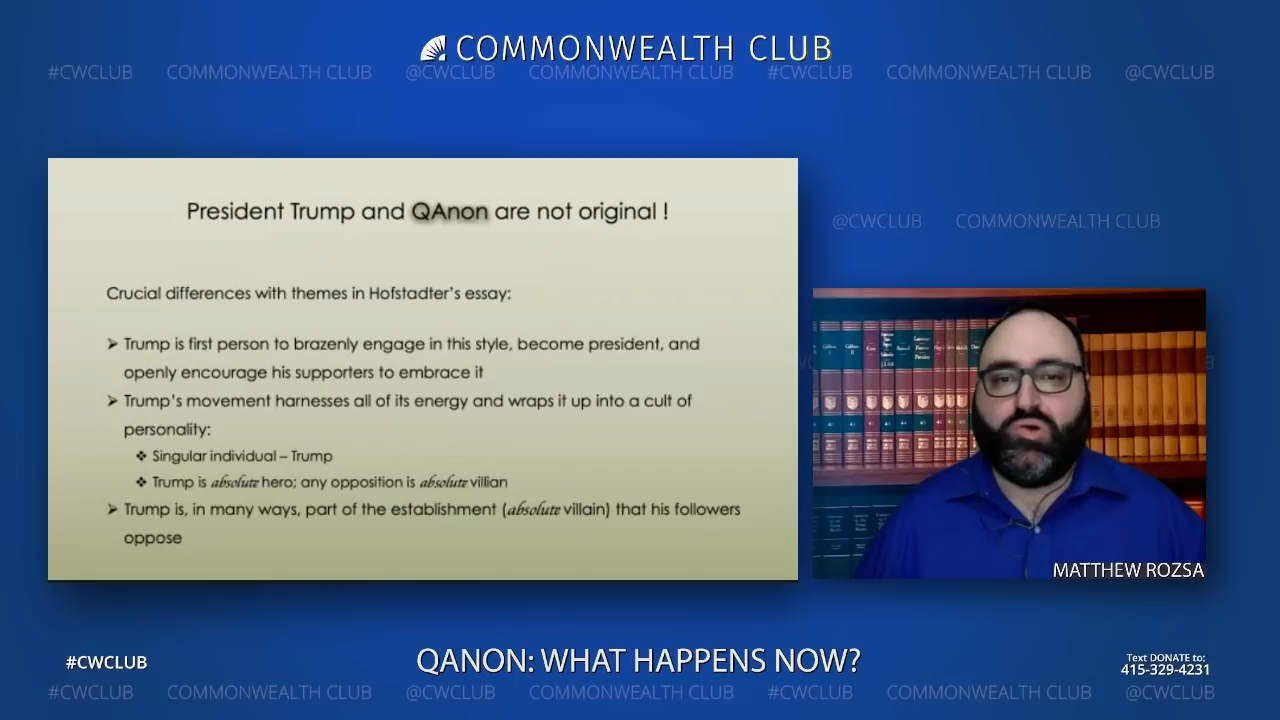 COMMONWEALTH CLUB
#CWCLUB COMMONWEALTH CLUB @CWCLUB COMMONWEALTH CLUB #CWCLUB COMMONWEALTH CLUB @CWCLUB
President Trump and QAnon are not original !
@CWCLUB COMMONWEALTH CLUB
Crucial differences with themes in Hofstadter's essay:
➢ Trump is first person to brazenly engage in this style, become president, and
openly encourage his supporters to embrace it
➢ Trump's movement harnesses all of its energy and wraps it up into a cult of
personality:
❖ Singular individual – Trump
❖ Trump is absolute hero; any opposition is absolute villian
➢ Trump is, in many ways, part of the establishment (absolute villain) that his followers
oppose
MATTHEW ROZSA
#CWCLUB
QANON: WHAT HAPPENS NOW?
Text DONATE to:
415-329-4231
#CWCLUB COMMONWEALTH CLUB @CWCLUB COMMONWEALTH CLUB #CWCLUB COMMONWEALTH CLUB @CWCLUB